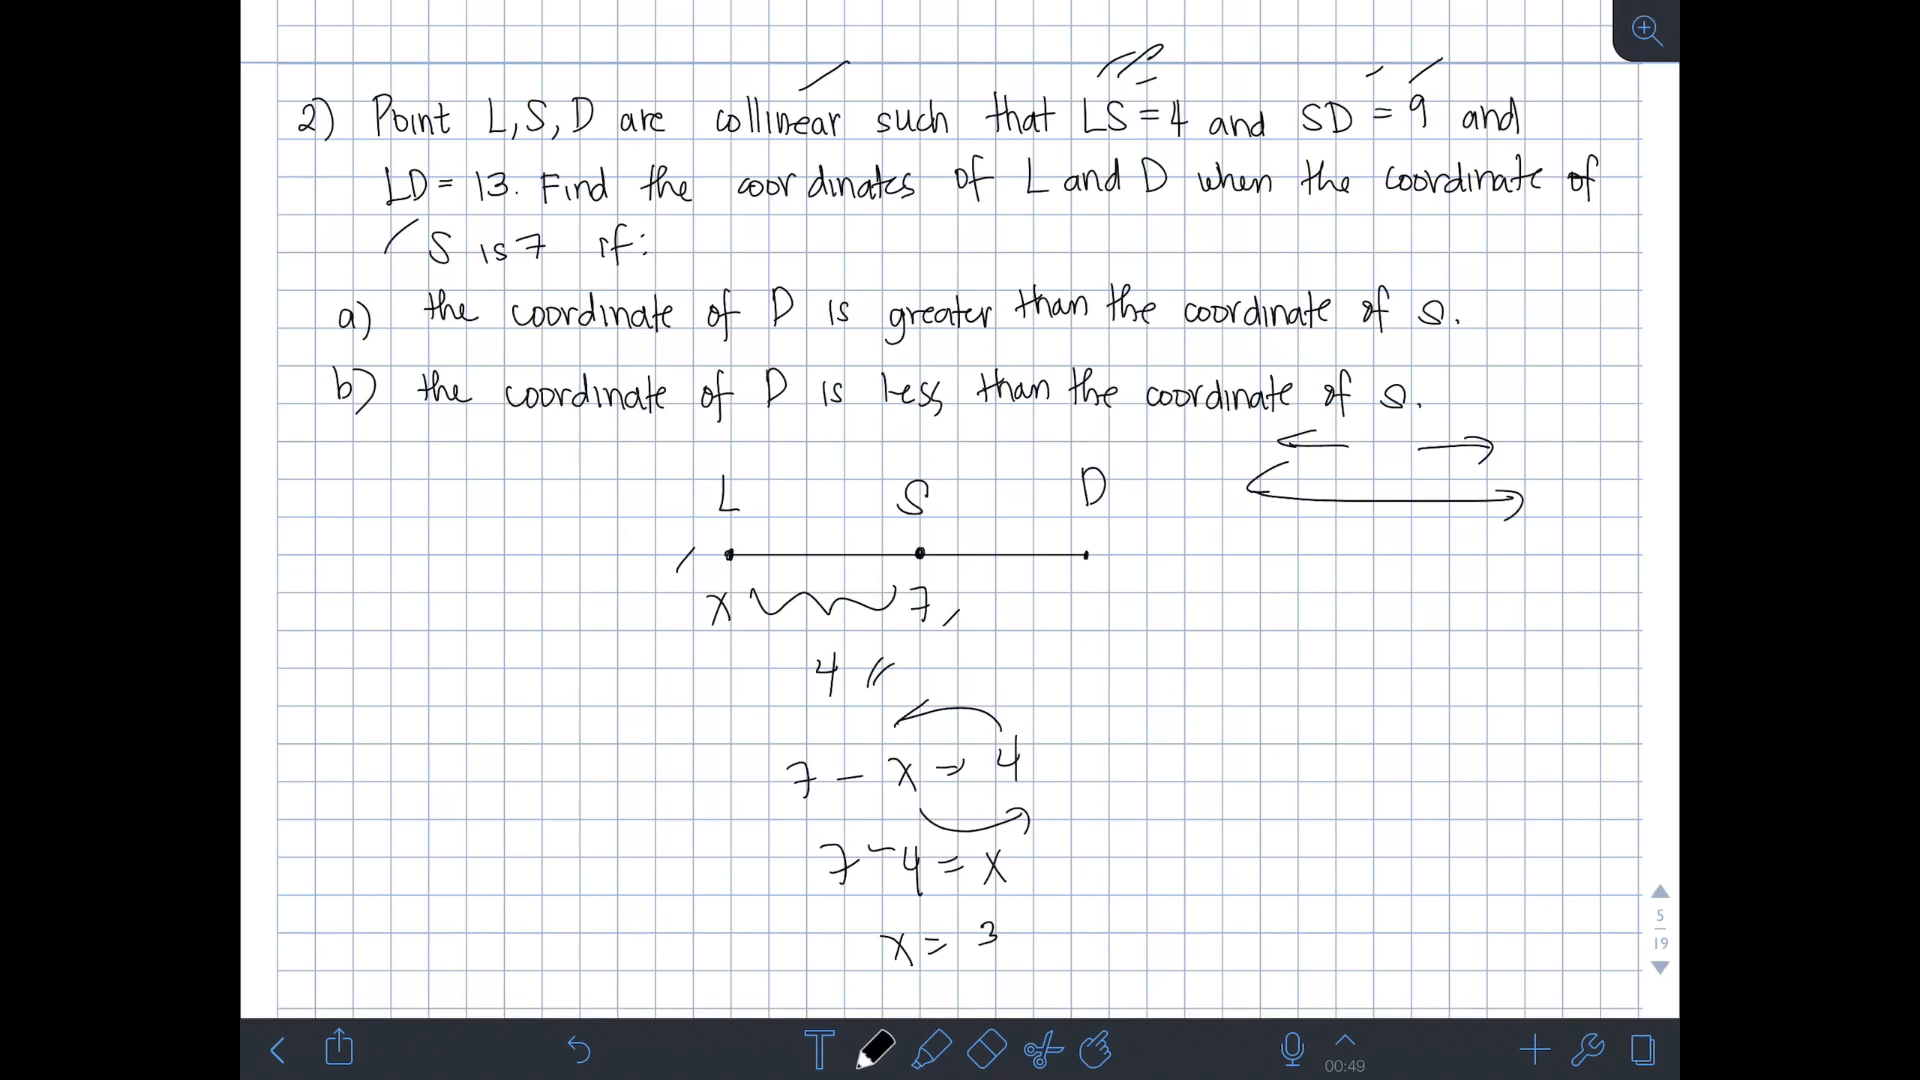 2) Point L, S, D are collinear such that LS = 4 and SD = 9 and
LD = 13. Find the coordinates of L and D when the coordinate of
S is 7 if:
a) the coordinate of D is greater than the coordinate of S.
b) the coordinate of D is less than the coordinate of S.
L S D
x 7
4
7 - x = 4
7 - 4 = x
x = 3
5
19
T
00:49